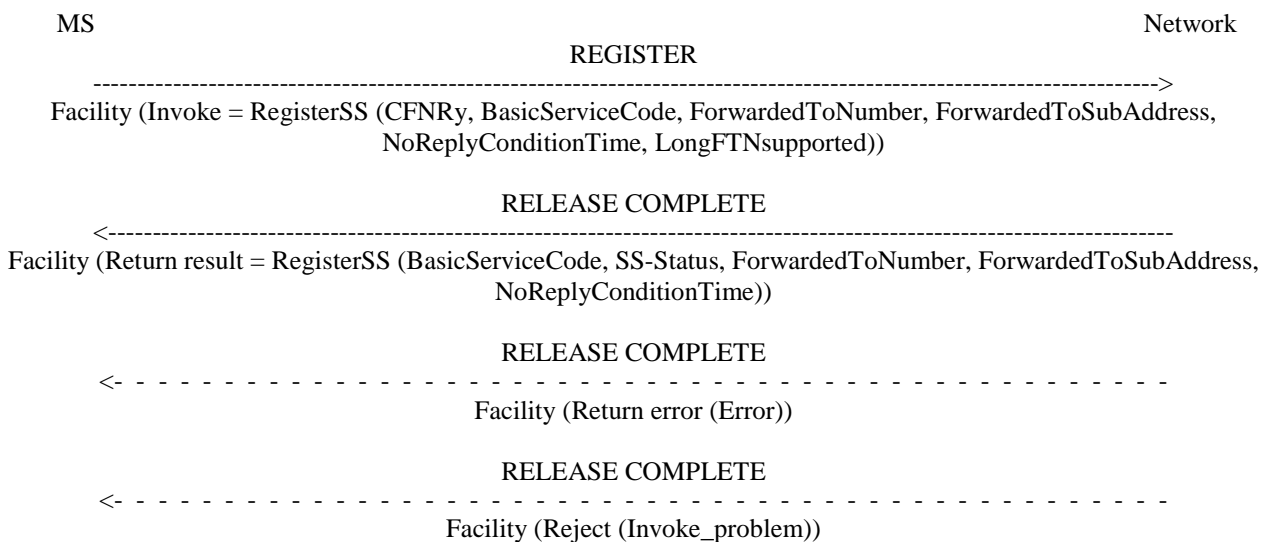 MS Network
REGISTER
------------------------------------------------------------------------------------------------------------------------>
Facility (Invoke = RegisterSS (CFNRy, BasicServiceCode, ForwardedToNumber, ForwardedToSubAddress,
NoReplyConditionTime, LongFTNsupported))
RELEASE COMPLETE
<------------------------------------------------------------------------------------------------------------------------
Facility (Return result = RegisterSS (BasicServiceCode, SS-Status, ForwardedToNumber, ForwardedToSubAddress,
NoReplyConditionTime))
RELEASE COMPLETE
<- - - - - - - - - - - - - - - - - - - - - - - - - - - - - - - - - - - - - - - - - - - - - - - -
Facility (Return error (Error))
RELEASE COMPLETE
<- - - - - - - - - - - - - - - - - - - - - - - - - - - - - - - - - - - - - - - - - - - - - - - -
Facility (Reject (Invoke_problem))